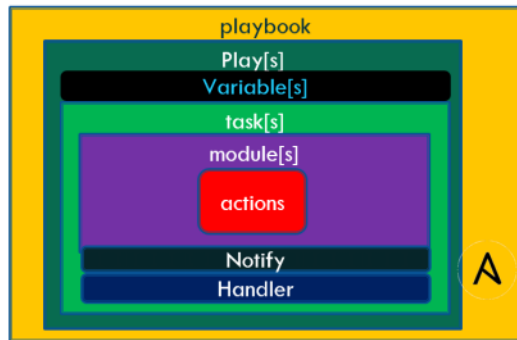 playbook
Play[s]
Variable[s]
task[s]
module[s]
actions
Notify
Handler